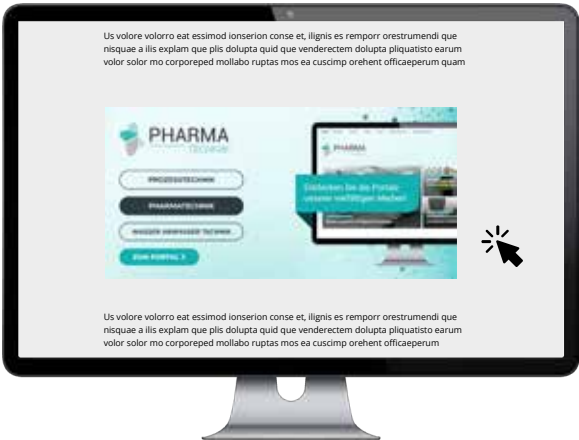 Us volore volorro eat essimod ionserion conse et, ilignis es remporr orestrumendi que
nisquae a ilis explam que plis dolupta quid que venderectem dolupta pliquatisto earum
volor solor mo corporeped mollabo ruptas mos ea cuscimp orehent officaeperum quam
PHARMA
TECHNIK
PROZESSTECHNIK
PHARMATECHNIK
WASSER ABWASSER TECHNIK
ZUM PORTAL
PHARMA
Entdecken Sie die Portale
unserer vielfältigen Medien!
Us volore volorro eat essimod ionserion conse et, ilignis es remporr orestrumendi que
nisquae a ilis explam que plis dolupta quid que venderectem dolupta pliquatisto earum
volor solor mo corporeped mollabo ruptas mos ea cuscimp orehent officaeperum